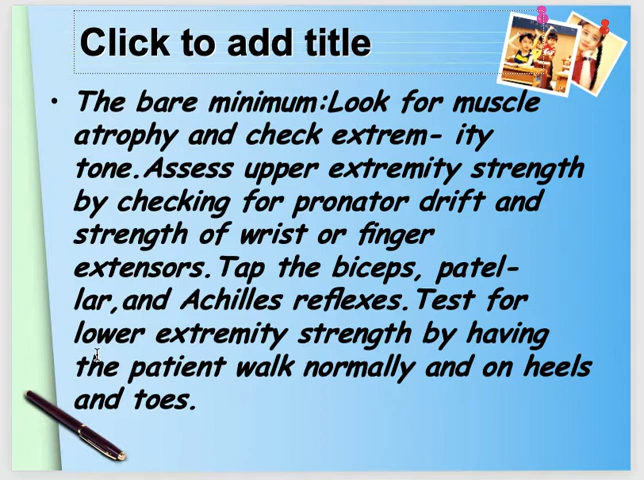 Click to add title
• The bare minimum:Look for muscle
atrophy and check extrem- ity
tone.Assess upper extremity strength
by checking for pronator drift and
strength of wrist or finger
extensors.Tap the biceps, patel-
lar,and Achilles reflexes.Test for
lower extremity strength by having
the patient walk normally and on heels
and toes.